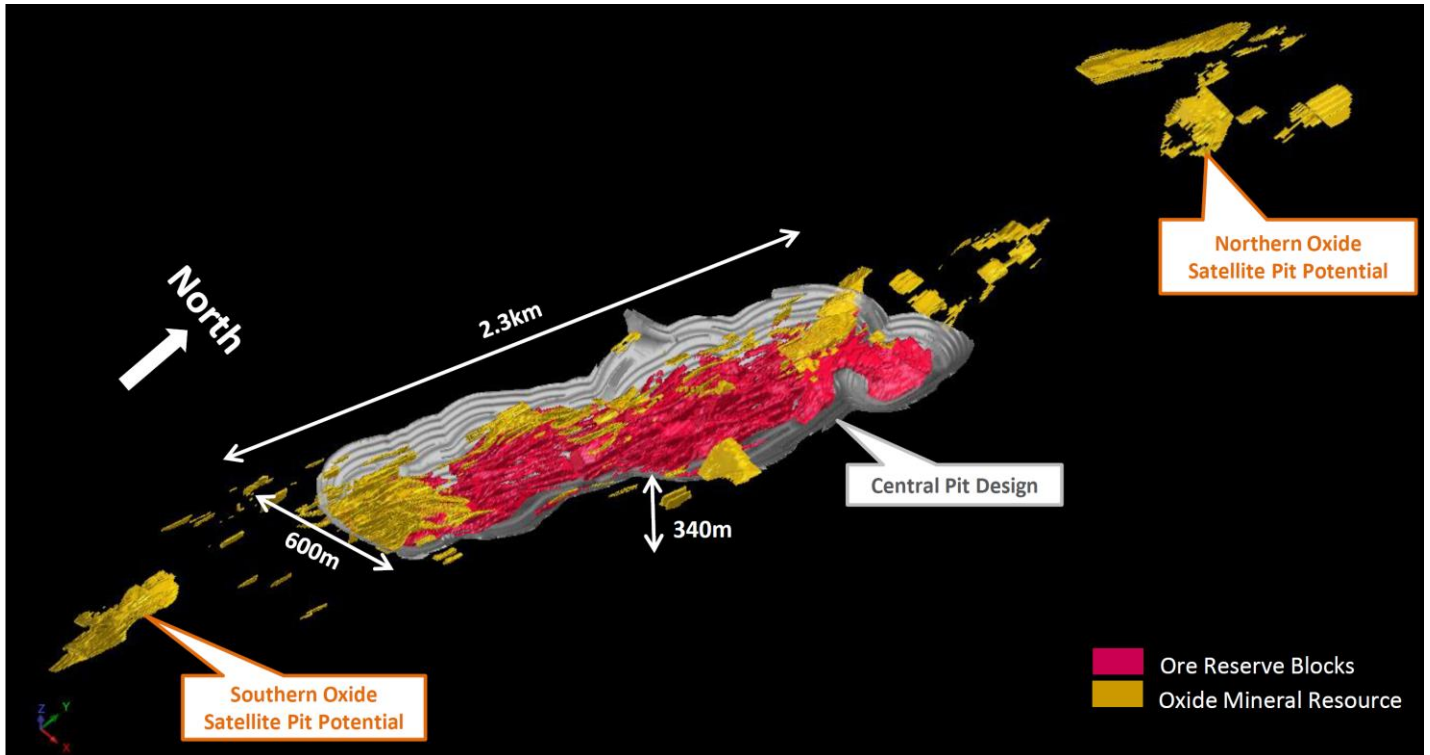 Northern Oxide
Satellite Pit Potential
North
2.3km
Central Pit Design
600m
340m
Ore Reserve Blocks
Oxide Mineral Resource
Southern Oxide
Satellite Pit Potential
Z
Y
X